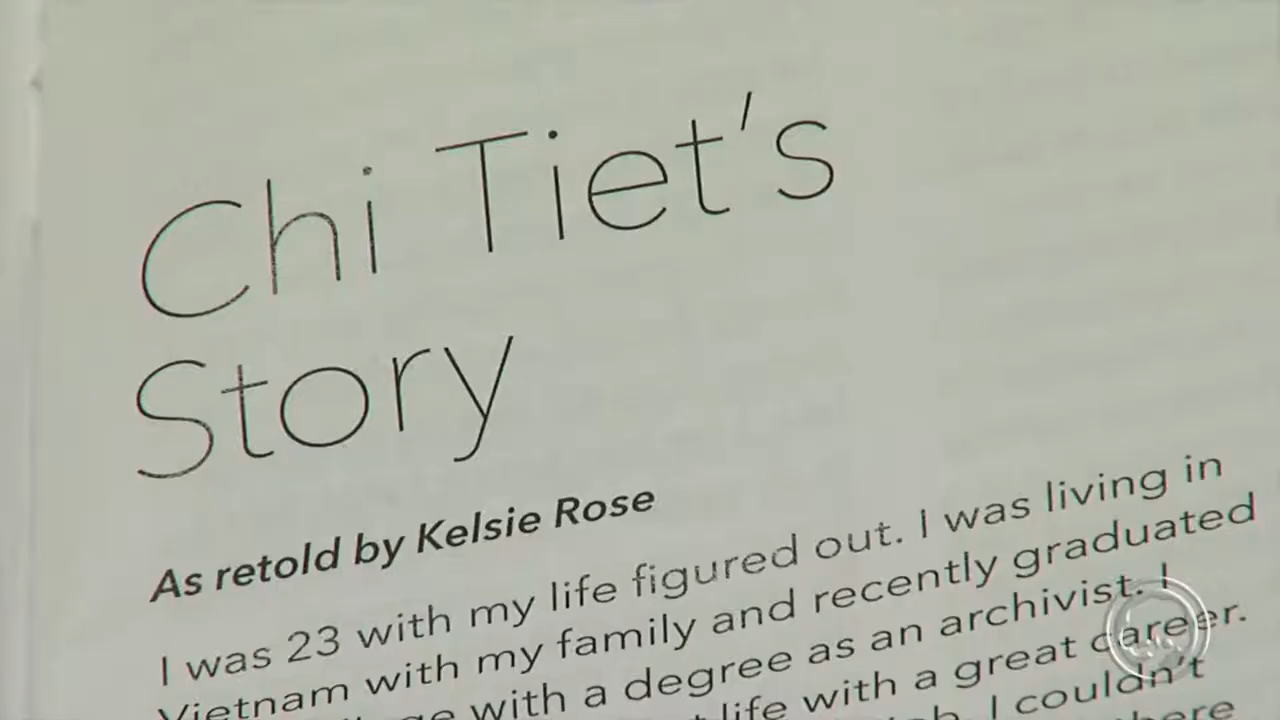 Chi Tiet's
Story
As retold by Kelsie Rose
I was 23 with my life figured out. I was living in
Vietnam with my family and recently graduated
with a degree as an archivist. I
life with a great career.
I couldn't